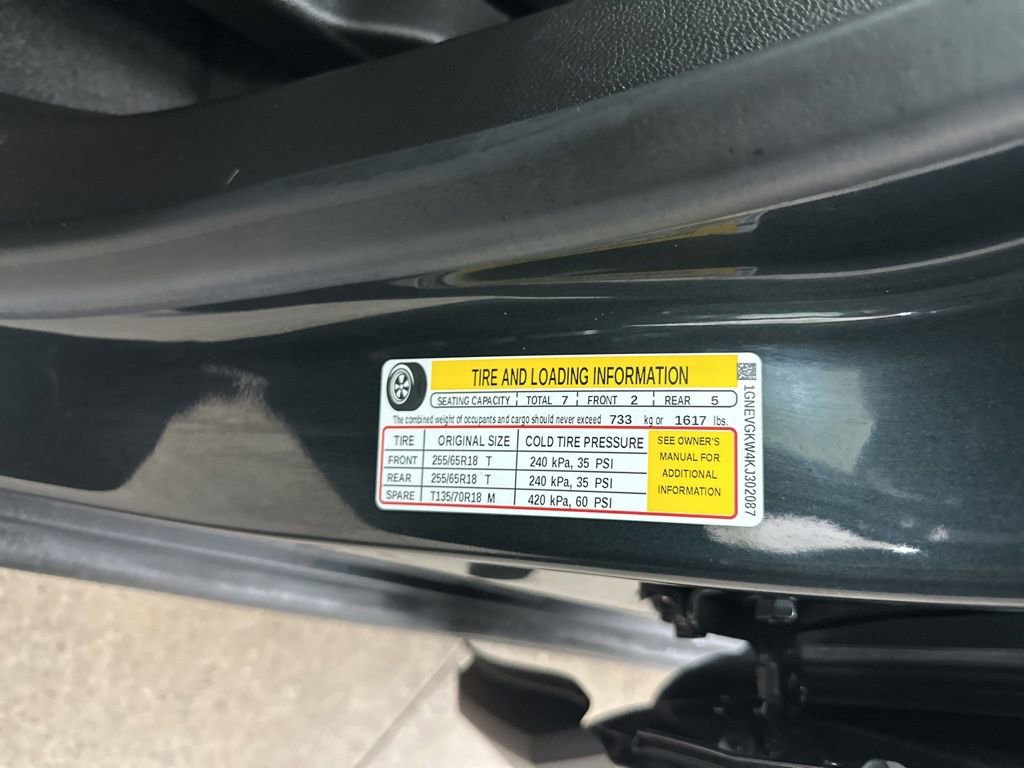 TIRE AND LOADING INFORMATION
SEATING CAPACITY TOTAL 7 FRONT 2 REAR 5
The combined weight of occupants and cargo should never exceed 733 kg or 1617 lbs.
TIRE ORIGINAL SIZE COLD TIRE PRESSURE
FRONT 255/65R18 T 240 kPa, 35 PSI
REAR 255/65R18 T 240 kPa, 35 PSI
SPARE T135/70R18 M 420 kPa, 60 PSI
SEE OWNER'S
MANUAL FOR
ADDITIONAL
INFORMATION
1GNEVGKW4KJ302087